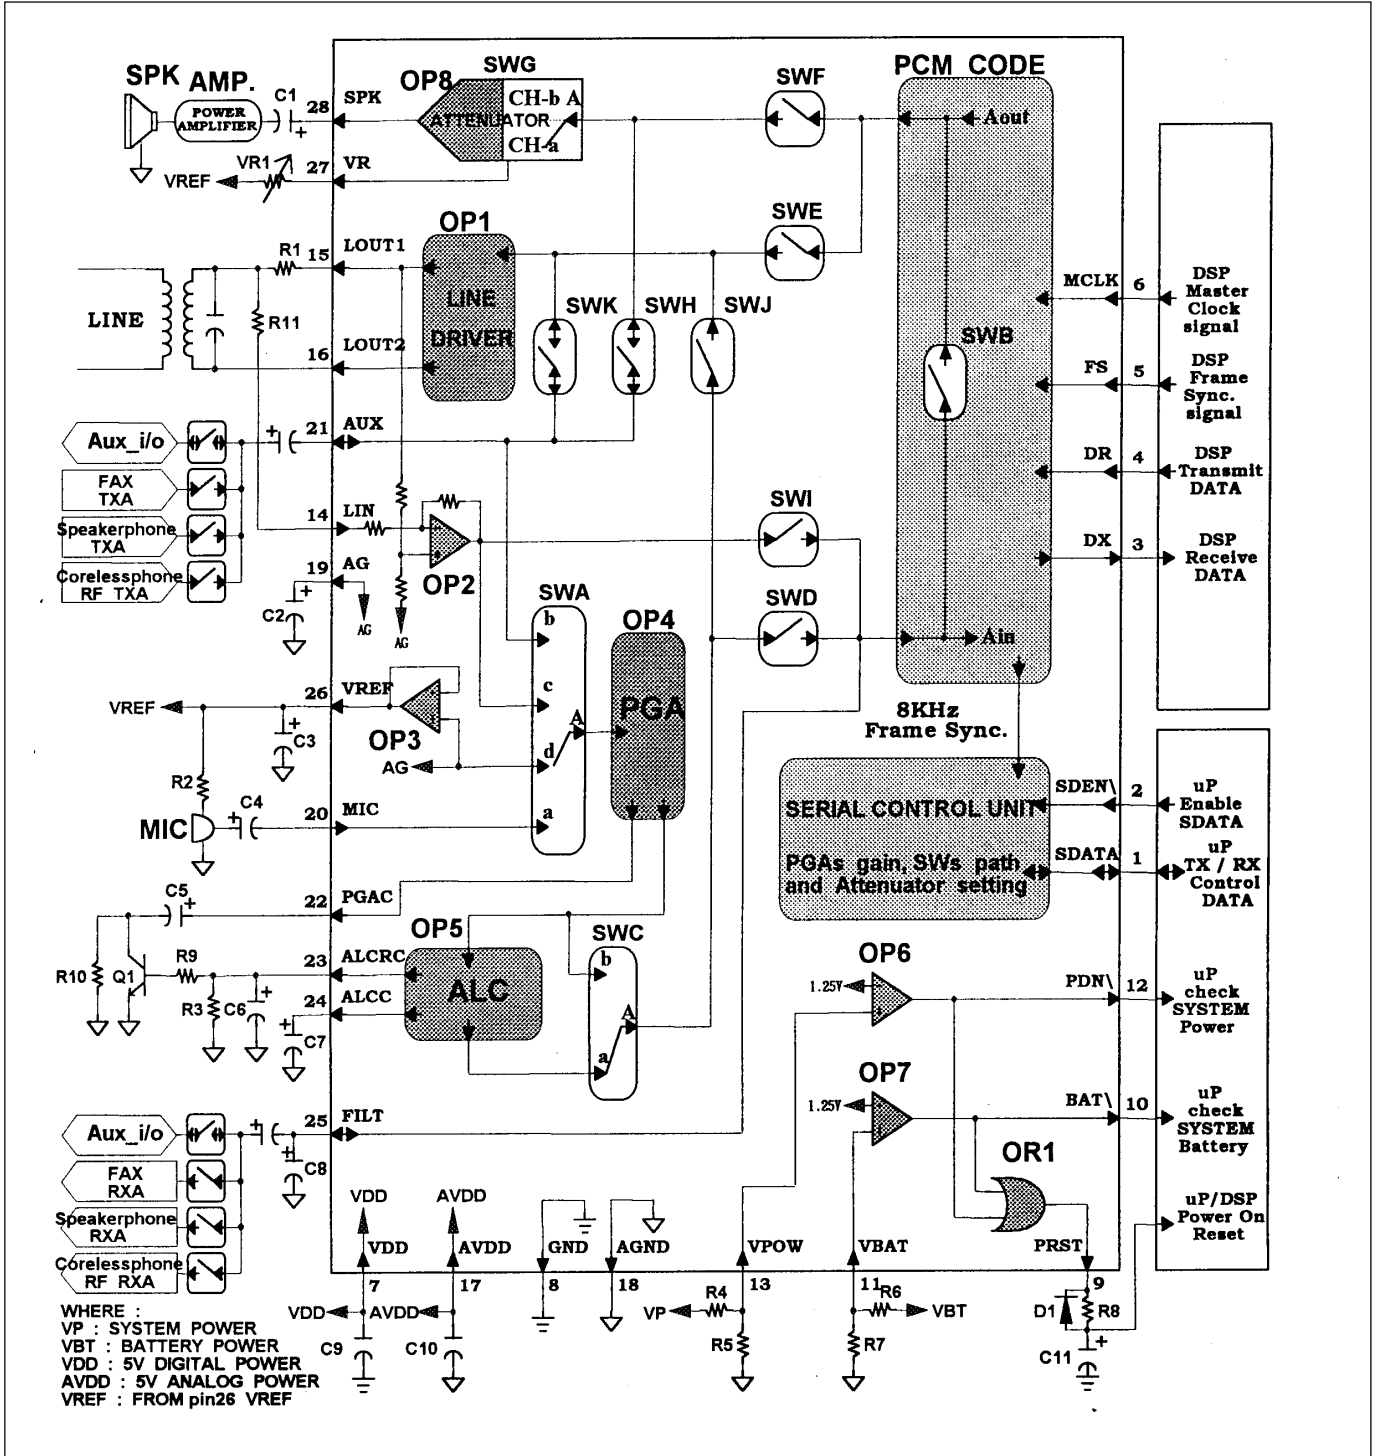 SPK AMP.
POWER
AMPLIFIER
C1
28
SPK
OP8
SWG
CH-b A
ATTENUATOR
CH-a
SWF
PCM CODE
Aout
VREF
VR1
27
VR
SWE
OP1
LINE
DRIVER
R1
15
LOUT1
LINE
R11
16
LOUT2
SWK
SWH
SWJ
SWB
MCLK
6
DSP
Master
Clock
signal
FS
5
DSP
Frame
Sync.
signal
DR
4
DSP
Transmit
DATA
DX
3
DSP
Receive
DATA
Aux_i/o
+
21
AUX
FAX
TXA
Speakerphone
TXA
Corelessphone
RF TXA
14
LIN
OP2
19
AG
C2
+
AG
AG
SWI
SWD
Ain
SWA
b
c
d
a
A
OP4
PGA
VREF
26
VREF
OP3
AG
C3
+
R2
MIC
C4
+
20
MIC
8KHz
Frame Sync.
SERIAL CONTROL UNIT
PGAs gain, SWs path
and Attenuator setting
SDEN\
2
uP
Enable
SDATA
SDATA
1
uP
TX / RX
Control
DATA
C5
+
22
PGAC
OP5
ALC
SWC
b
a
A
R10
Q1
R9
23
ALCRC
R3
C6
+
24
ALCC
C7
+
OP6
1.25V
PDN\
12
uP
check
SYSTEM
Power
OP7
1.25V
BAT\
10
uP
check
SYSTEM
Battery
OR1
uP/DSP
Power On
Reset
Aux_i/o
+
25
FILT
C8
+
FAX
RXA
Speakerphone
RXA
Corelessphone
RF RXA
VDD
AVDD
VDD
AVDD
GND
AGND
VPOW
VBAT
PRST
7
17
8
18
13
11
9
VDD
AVDD
C9
+
C10
+
VP
R4
R5
R6
VBT
R7
D1
R8
C11
+
WHERE :
VP : SYSTEM POWER
VBT : BATTERY POWER
VDD : 5V DIGITAL POWER
AVDD : 5V ANALOG POWER
VREF : FROM pin26 VREF